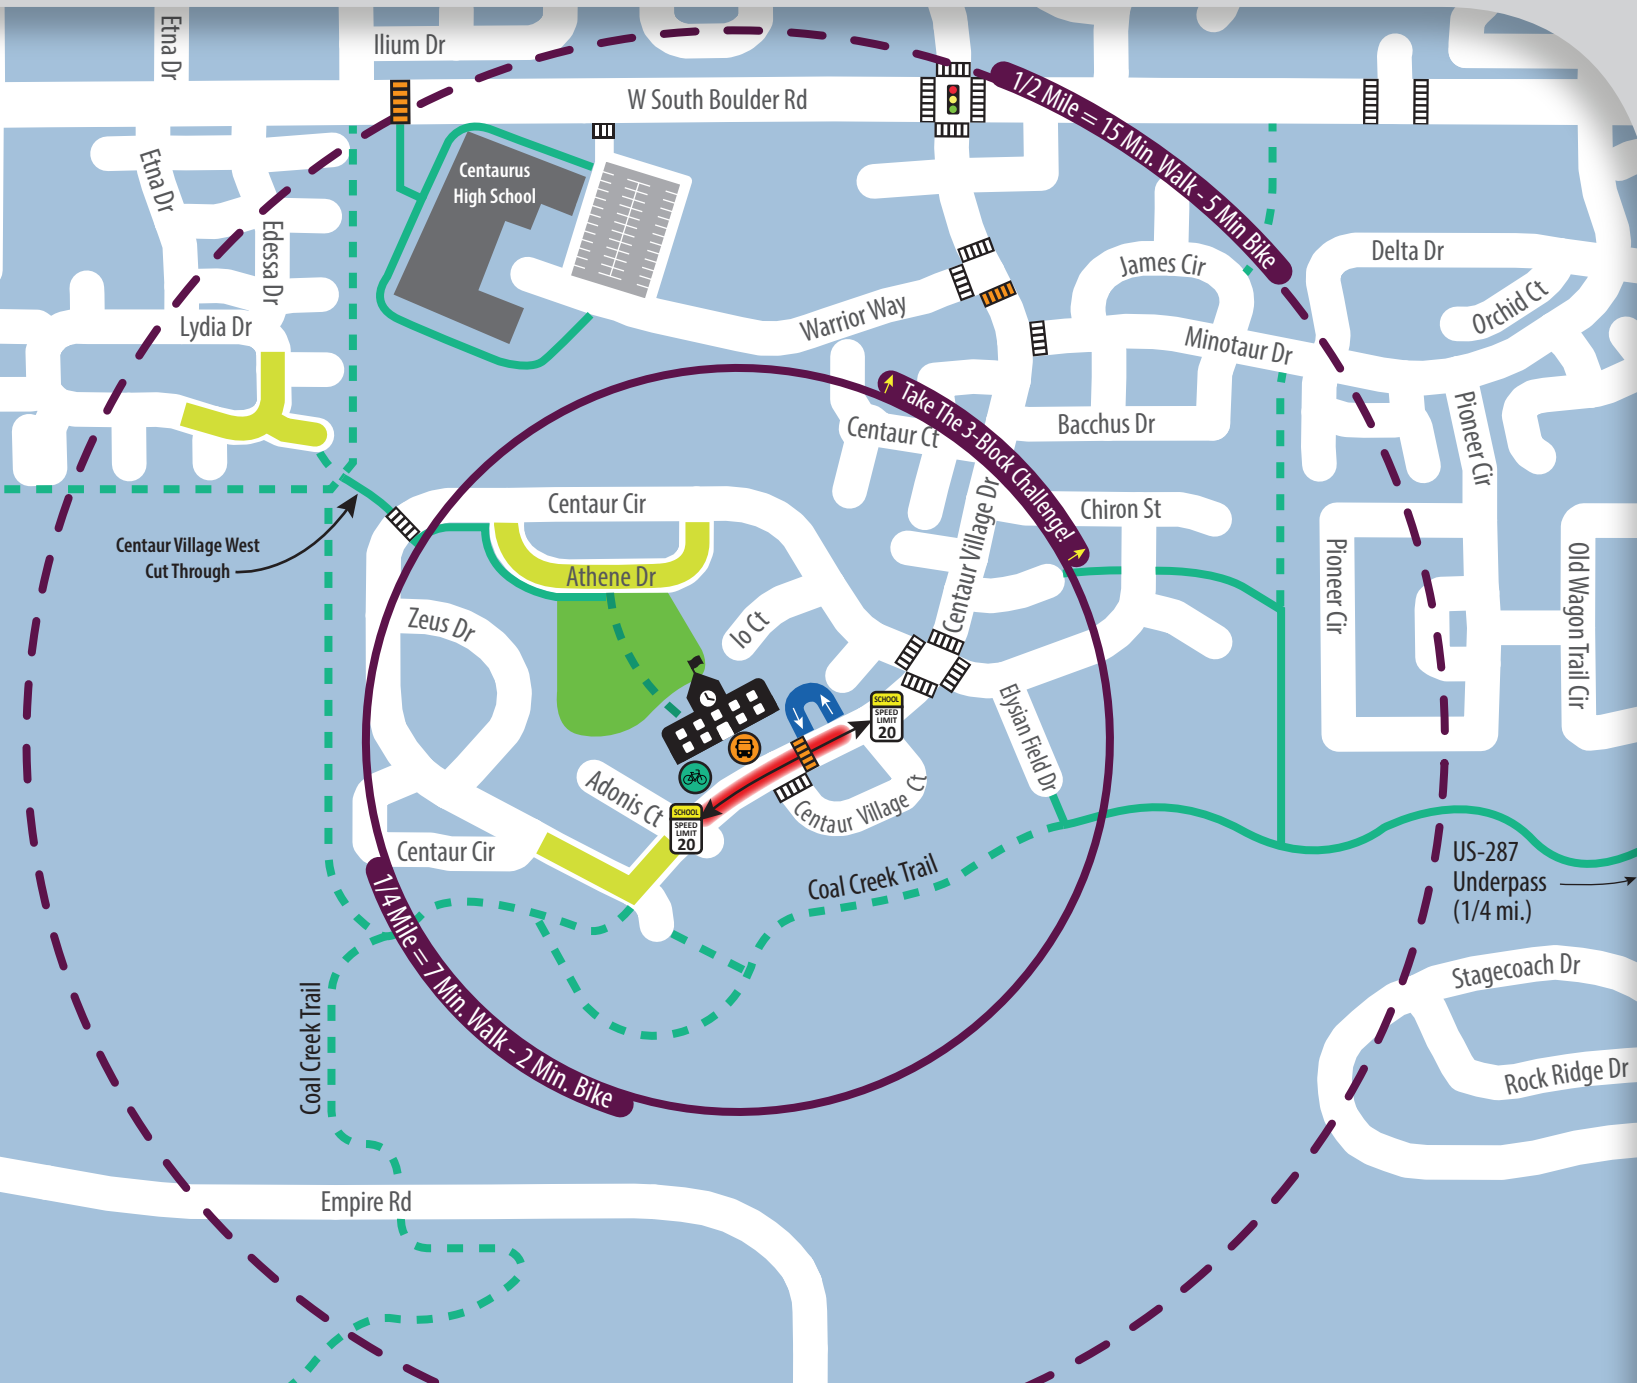 Etna Dr
Ilium Dr
W South Boulder Rd
1/2 Mile = 15 Min. Walk - 5 Min Bike
Etna Dr
Centaurus
High School
Edessa Dr
James Cir
Delta Dr
Orchid Ct
Lydia Dr
Warrior Way
Minotaur Dr
Take The 3-Block Challenge!
Centaur Ct
Bacchus Dr
Pioneer Cir
Centaur Cir
Chiron St
Centaur Village West
Cut Through
Athene Dr
Centaur Village Dr
Pioneer Cir
Old Wagon Trail Cir
Zeus Dr
Io Ct
Elysian Field Dr
SCHOOL
SPEED
LIMIT
20
Adonis Ct
Centaur Village Ct
SCHOOL
SPEED
LIMIT
20
Centaur Cir
Coal Creek Trail
US-287
Underpass
(1/4 mi.)
1/4 Mile = 7 Min. Walk - 2 Min. Bike
Stagecoach Dr
Coal Creek Trail
Rock Ridge Dr
Empire Rd